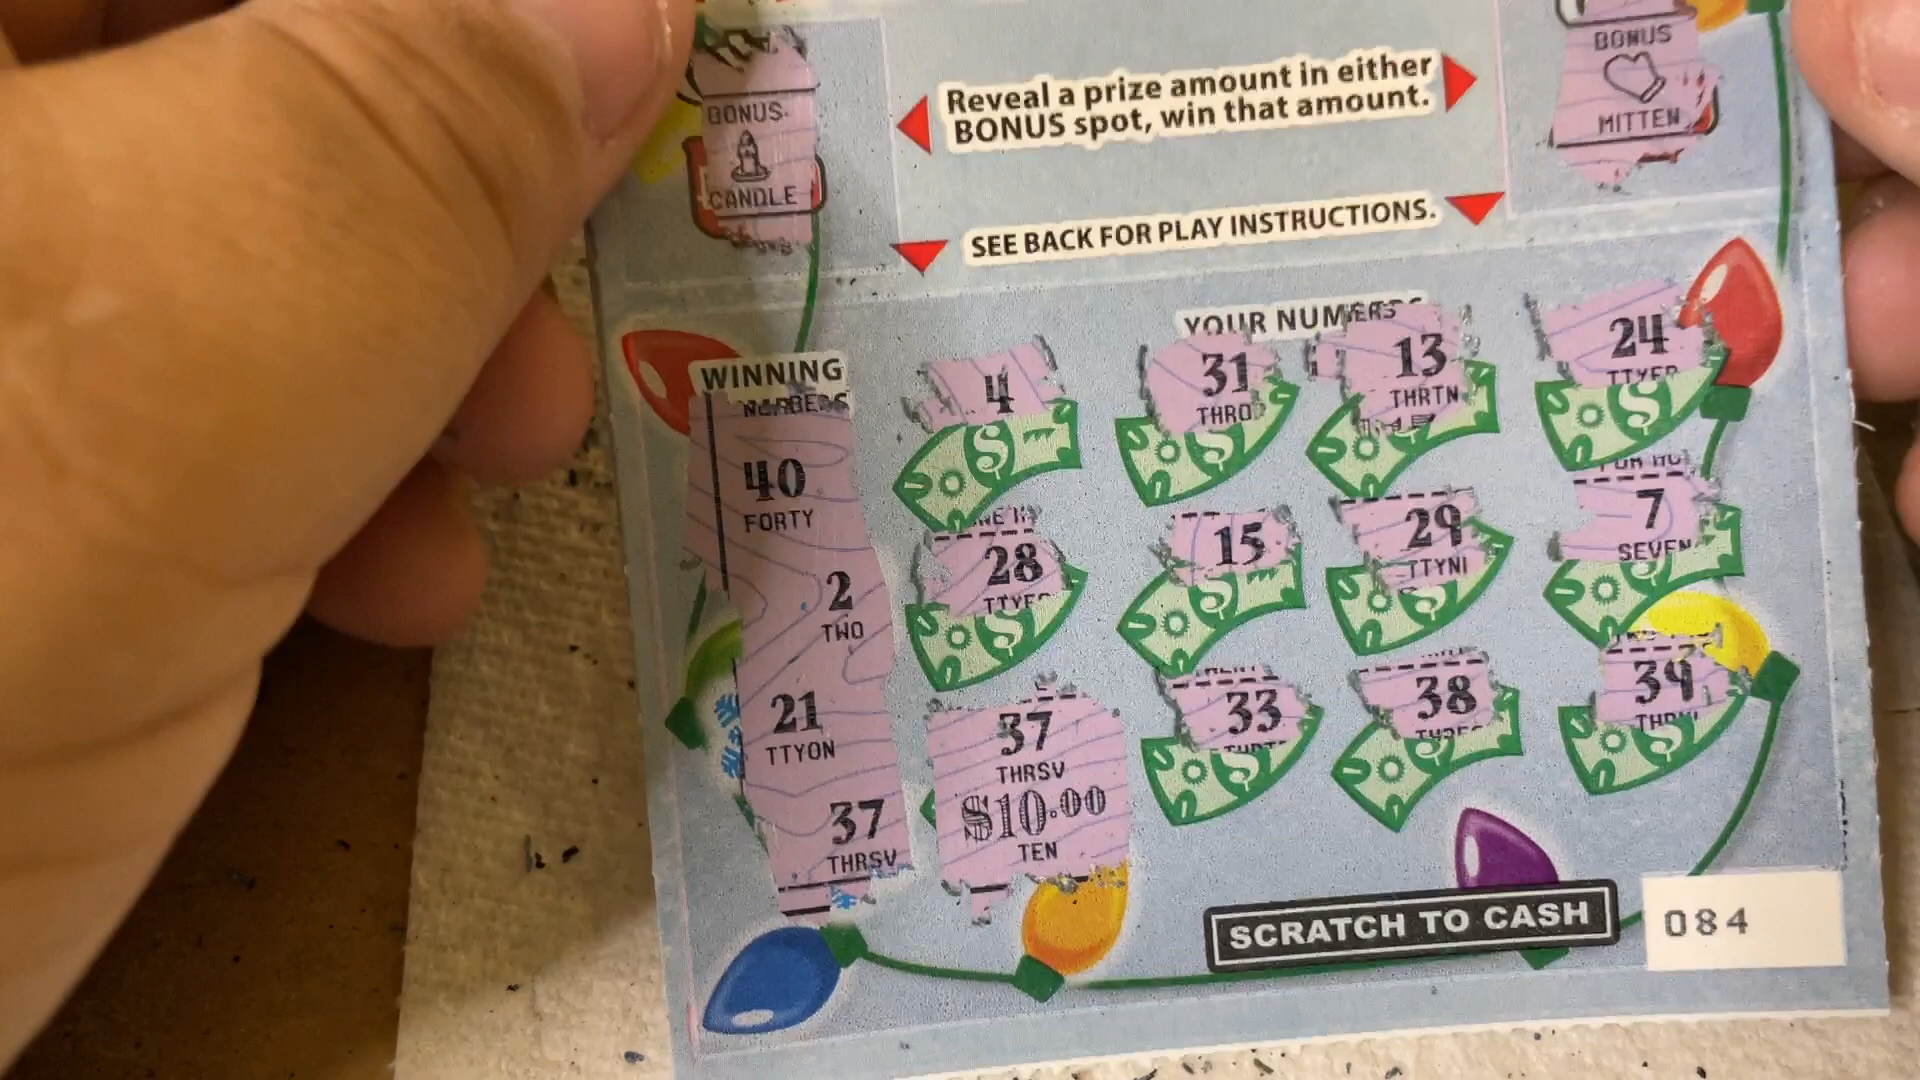 BONUS
CANDLE
Reveal a prize amount in either
BONUS spot, win that amount.
BONUS
MITTEN
SEE BACK FOR PLAY INSTRUCTIONS.
WINNING
NUMBERS
40
FORTY
2
TWO
21
TTYON
37
THRSV
YOUR NUMBERS
4
31
THRO
13
THRTN
24
28
15
29
TTYNI
7
SEVEN
37
THRSV
$10.00
TEN
33
38
39
SCRATCH TO CASH
084